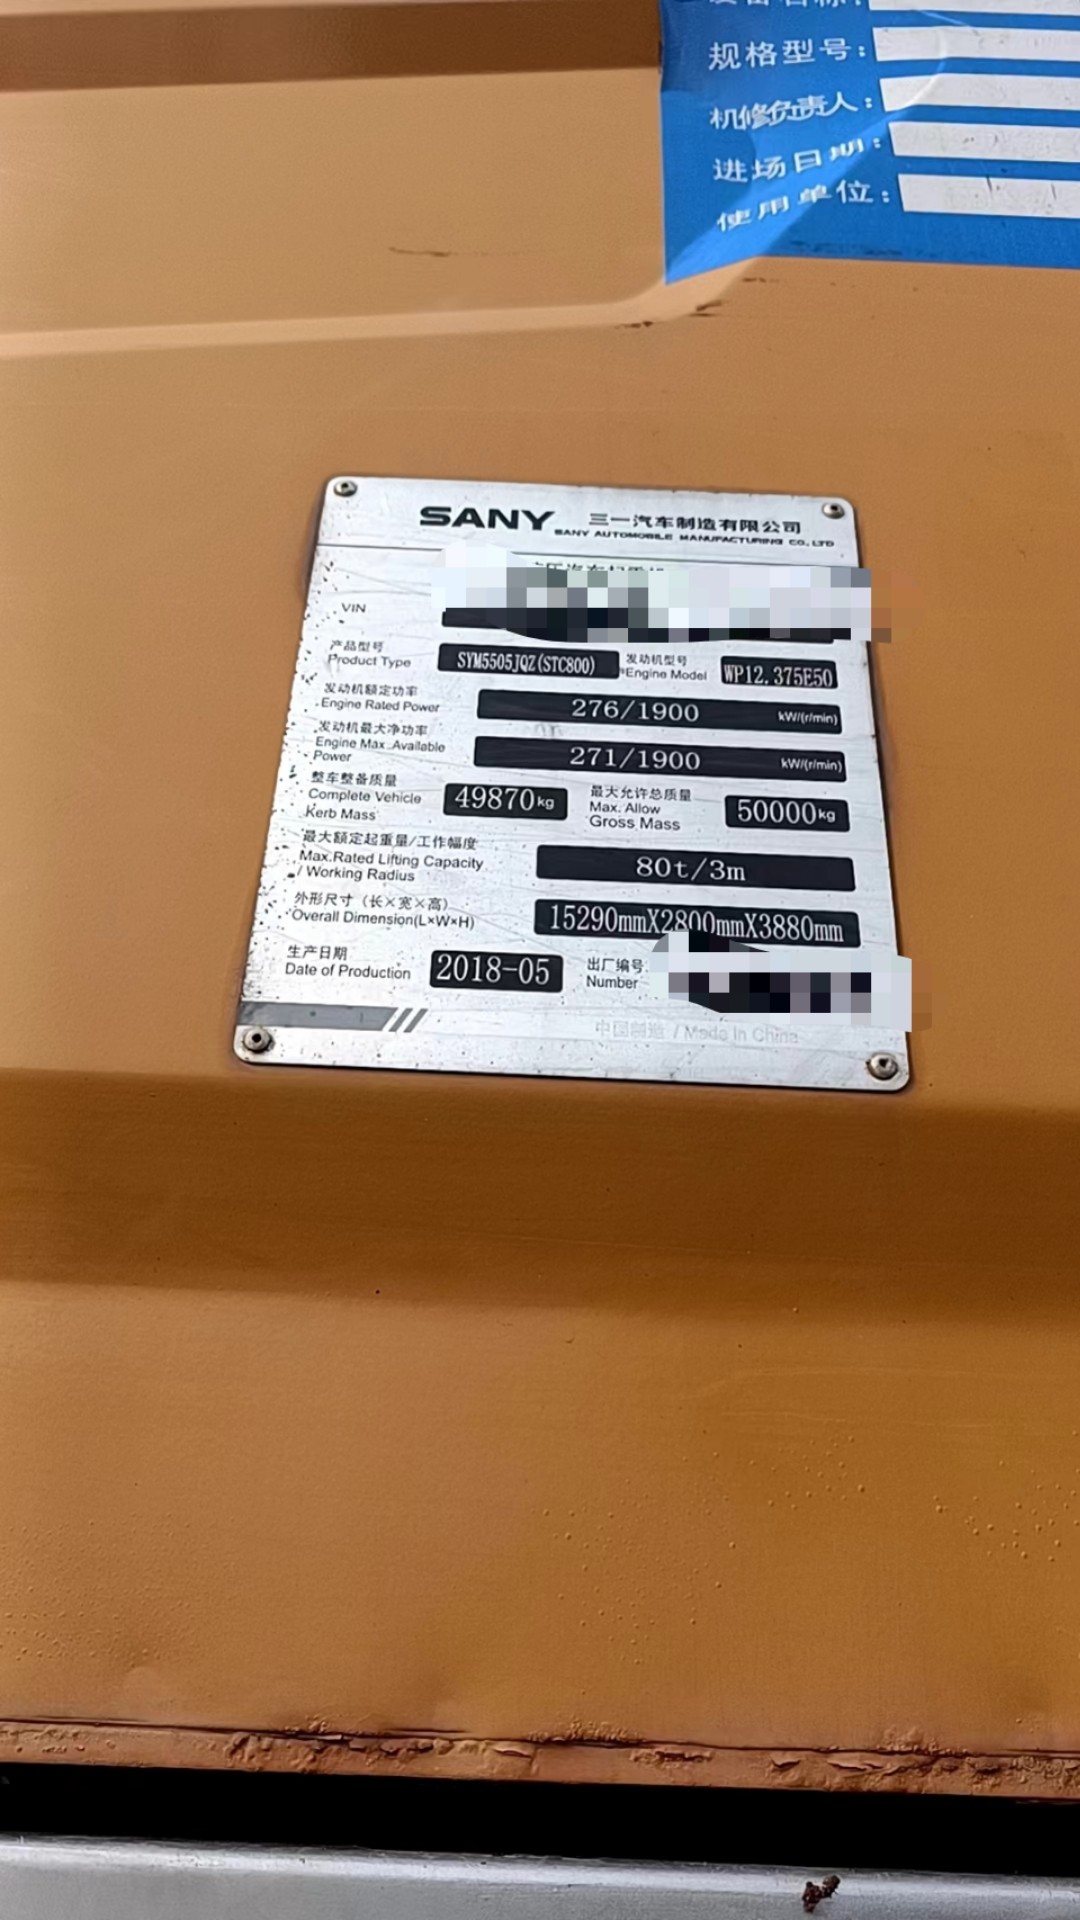 规格型号：
机修负责人：
进场日期：
使用单位：
SANY 三一汽车制造有限公司
SANY AUTOMOBILE MANUFACTURING CO., LTD
VIN
产品型号
Product Type SYM5505JQZ(STC800) 发动机型号
Engine Model WP12.375E50
发动机额定功率
Engine Rated Power 276/1900 kW/(r/min)
发动机最大净功率
Engine Max. Available
Power 271/1900 kW/(r/min)
整车整备质量
Complete Vehicle
Kerb Mass 49870kg
最大允许总质量
Max. Allow
Gross Mass 50000kg
最大额定起重量/工作幅度
Max.Rated Lifting Capacity
/ Working Radius 80t/3m
外形尺寸（长×宽×高）
Overall Dimension(L×W×H) 15290mmX2800mmX3880mm
生产日期
Date of Production 2018-05
出厂编号
Number
中国制造 / Made In China